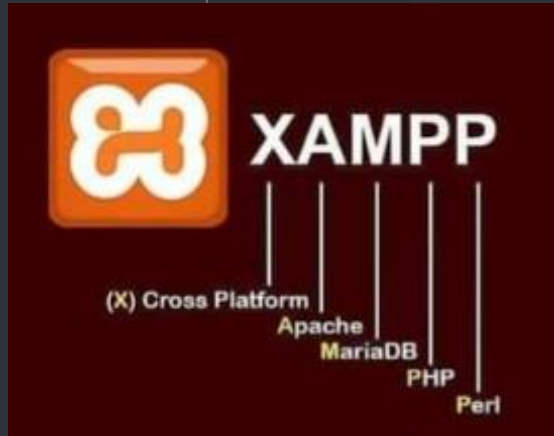 XAMPP
(X) Cross Platform
Apache
MariaDB
PHP
Perl